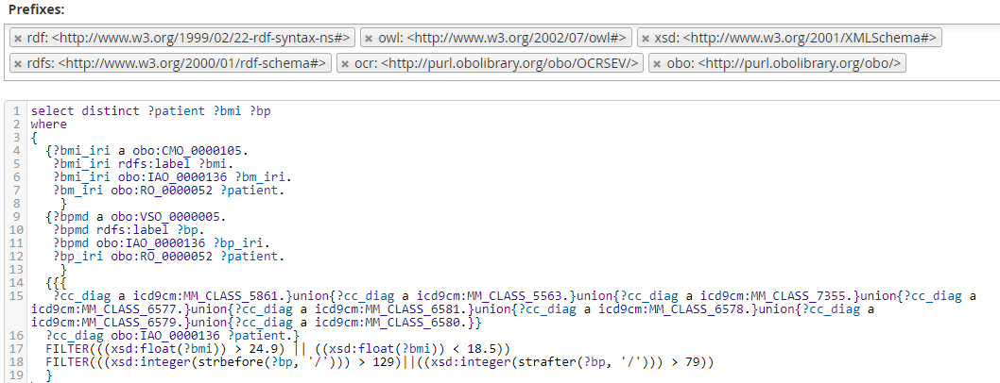 Prefixes:
× rdf: <http://www.w3.org/1999/02/22-rdf-syntax-ns#> × owl: <http://www.w3.org/2002/07/owl#> × xsd: <http://www.w3.org/2001/XMLSchema#>
× rdfs: <http://www.w3.org/2000/01/rdf-schema#> × ocr: <http://purl.obolibrary.org/obo/OCRSEV/> × obo: <http://purl.obolibrary.org/obo/>
1 select distinct ?patient ?bmi ?bp
2 where
3 {
4 {?bmi_iri a obo:CMO_0000105.
5 ?bmi_iri rdfs:label ?bmi.
6 ?bmi_iri obo:IAO_0000136 ?bm_iri.
7 ?bm_iri obo:RO_0000052 ?patient.
8 }
9 {?bpmd a obo:VSO_0000005.
10 ?bpmd rdfs:label ?bp.
11 ?bpmd obo:IAO_0000136 ?bp_iri.
12 ?bp_iri obo:RO_0000052 ?patient.
13 }
14 {{{
15 ?cc_diag a icd9cm:MM_CLASS_5861.}union{?cc_diag a icd9cm:MM_CLASS_5563.}union{?cc_diag a icd9cm:MM_CLASS_7355.}union{?cc_diag a
icd9cm:MM_CLASS_6577.}union{?cc_diag a icd9cm:MM_CLASS_6581.}union{?cc_diag a icd9cm:MM_CLASS_6578.}union{?cc_diag a
icd9cm:MM_CLASS_6579.}union{?cc_diag a icd9cm:MM_CLASS_6580.}}
16 ?cc_diag obo:IAO_0000136 ?patient.}
17 FILTER(((xsd:float(?bmi)) > 24.9) || ((xsd:float(?bmi)) < 18.5))
18 FILTER(((xsd:integer(strbefore(?bp, '/'))) > 129)||((xsd:integer(strafter(?bp, '/'))) > 79))
19 }